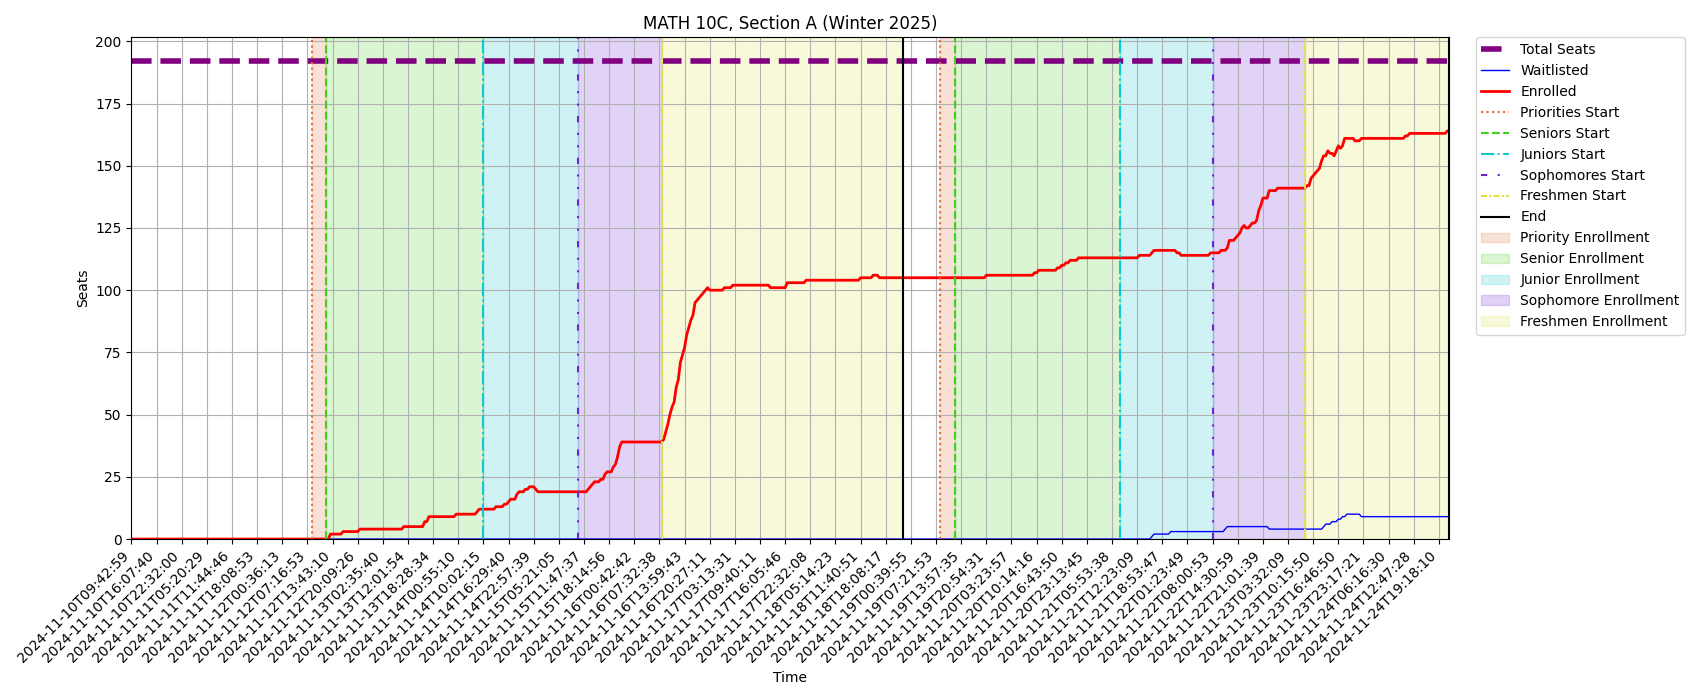 MATH 10C, Section A (Winter 2025)
Seats
200
175
150
125
100
75
50
25
0
2024-11-10T09:42:59
2024-11-10T16:07:40
2024-11-10T22:32:00
2024-11-11T05:20:29
2024-11-11T11:44:46
2024-11-11T18:08:53
2024-11-12T00:36:13
2024-11-12T07:16:53
2024-11-12T13:43:10
2024-11-12T20:09:26
2024-11-13T02:35:40
2024-11-13T12:01:54
2024-11-13T18:28:34
2024-11-14T00:55:10
2024-11-14T10:02:15
2024-11-14T16:29:40
2024-11-14T22:57:39
2024-11-15T05:21:05
2024-11-15T11:47:37
2024-11-15T18:14:56
2024-11-16T00:42:42
2024-11-16T07:32:38
2024-11-16T13:59:43
2024-11-16T20:27:11
2024-11-17T03:13:31
2024-11-17T09:40:11
2024-11-17T16:05:46
2024-11-17T22:32:08
2024-11-18T05:14:23
2024-11-18T11:40:51
2024-11-18T18:08:17
2024-11-19T00:39:55
2024-11-19T07:21:53
2024-11-19T13:57:35
2024-11-19T20:54:31
2024-11-20T03:23:57
2024-11-20T10:14:16
2024-11-20T16:43:50
2024-11-20T23:13:45
2024-11-21T05:53:38
2024-11-21T12:23:09
2024-11-21T18:53:47
2024-11-22T01:23:49
2024-11-22T08:00:53
2024-11-22T14:30:59
2024-11-22T21:01:39
2024-11-23T03:32:09
2024-11-23T10:15:50
2024-11-23T16:46:50
2024-11-23T23:17:21
2024-11-24T06:16:30
2024-11-24T12:47:28
2024-11-24T19:18:10
Time
Total Seats
Waitlisted
Enrolled
Priorities Start
Seniors Start
Juniors Start
Sophomores Start
Freshmen Start
End
Priority Enrollment
Senior Enrollment
Junior Enrollment
Sophomore Enrollment
Freshmen Enrollment